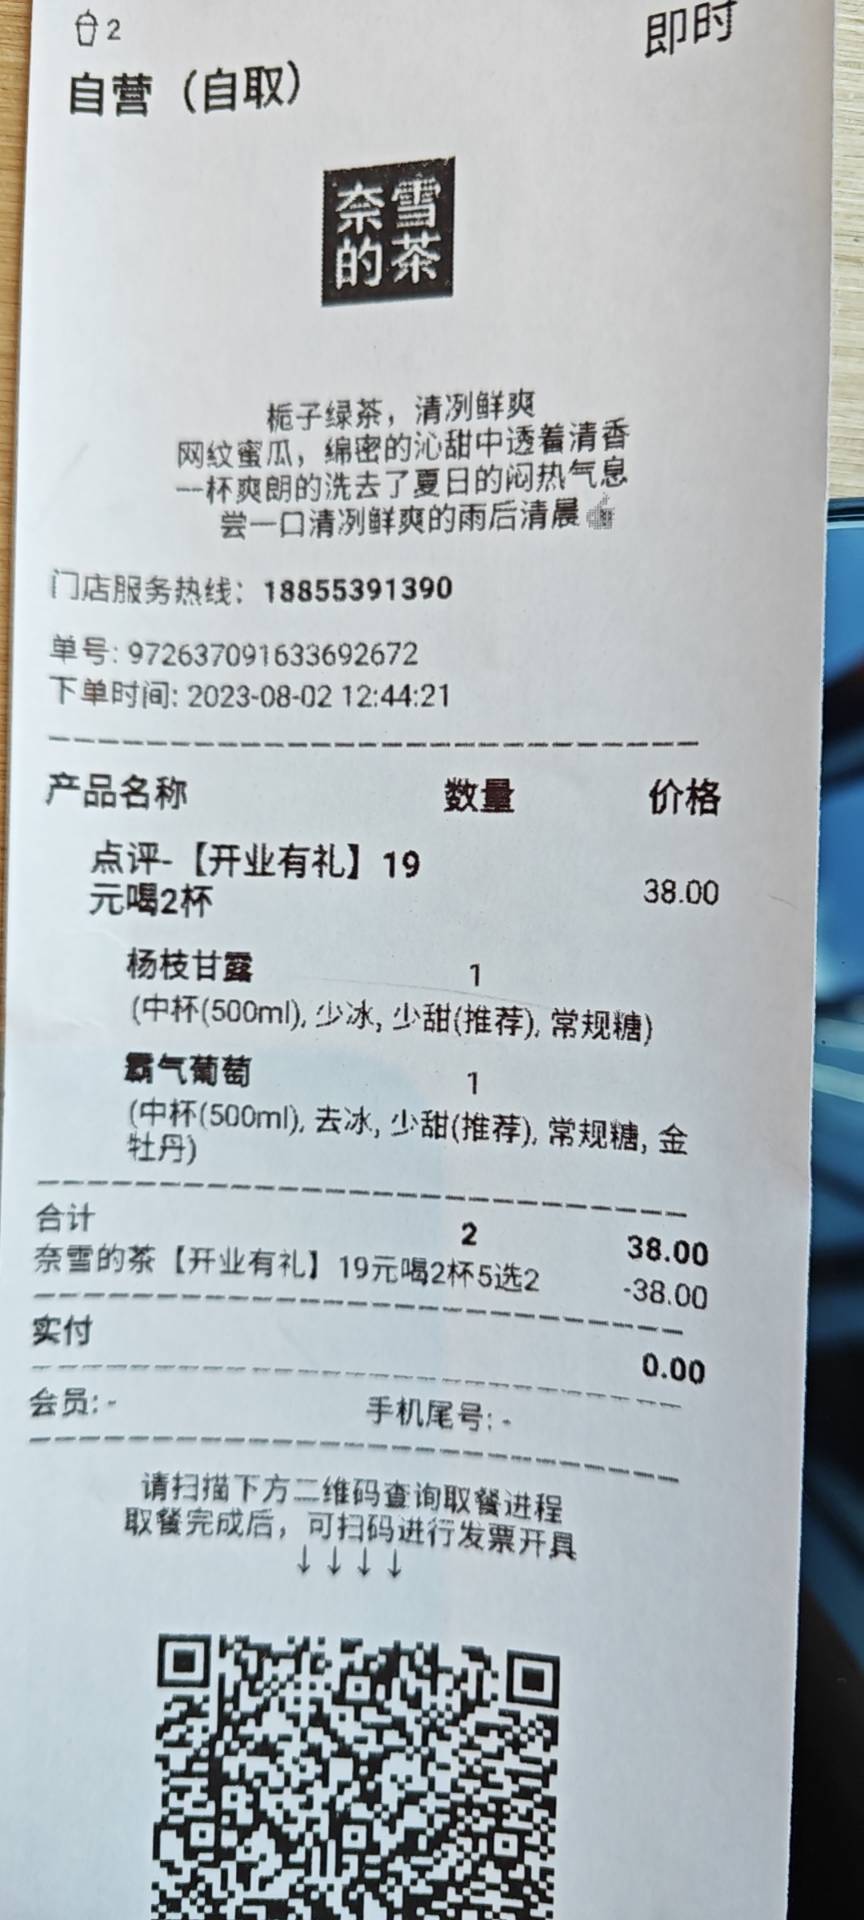 2
即时
自营（自取）
奈雪
的茶
栀子绿茶，清冽鲜爽
网纹蜜瓜，绵密的沁甜中透着清香
一杯爽朗的洗去了夏日的闷热气息
尝一口清冽鲜爽的雨后清晨
门店服务热线：18855391390
单号: 972637091633692672
下单时间: 2023-08-02 12:44:21
产品名称 数量 价格
点评-【开业有礼】19
元喝2杯 38.00
杨枝甘露 1
(中杯(500ml), 少冰, 少甜(推荐), 常规糖)
霸气葡萄 1
(中杯(500ml), 去冰, 少甜(推荐), 常规糖, 金
牡丹)
合计 2 38.00
奈雪的茶【开业有礼】19元喝2杯5选2 -38.00
实付 0.00
会员: - 手机尾号: -
请扫描下方二维码查询取餐进程
取餐完成后，可扫码进行发票开具
↓↓↓↓